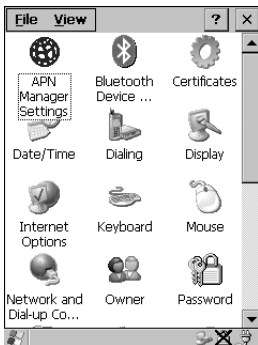 File View ? ×
APN Manager Settings
Bluetooth Device ...
Certificates
Date/Time
Dialing
Display
Internet Options
Keyboard
Mouse
Network and Dial-up Co...
Owner
Password